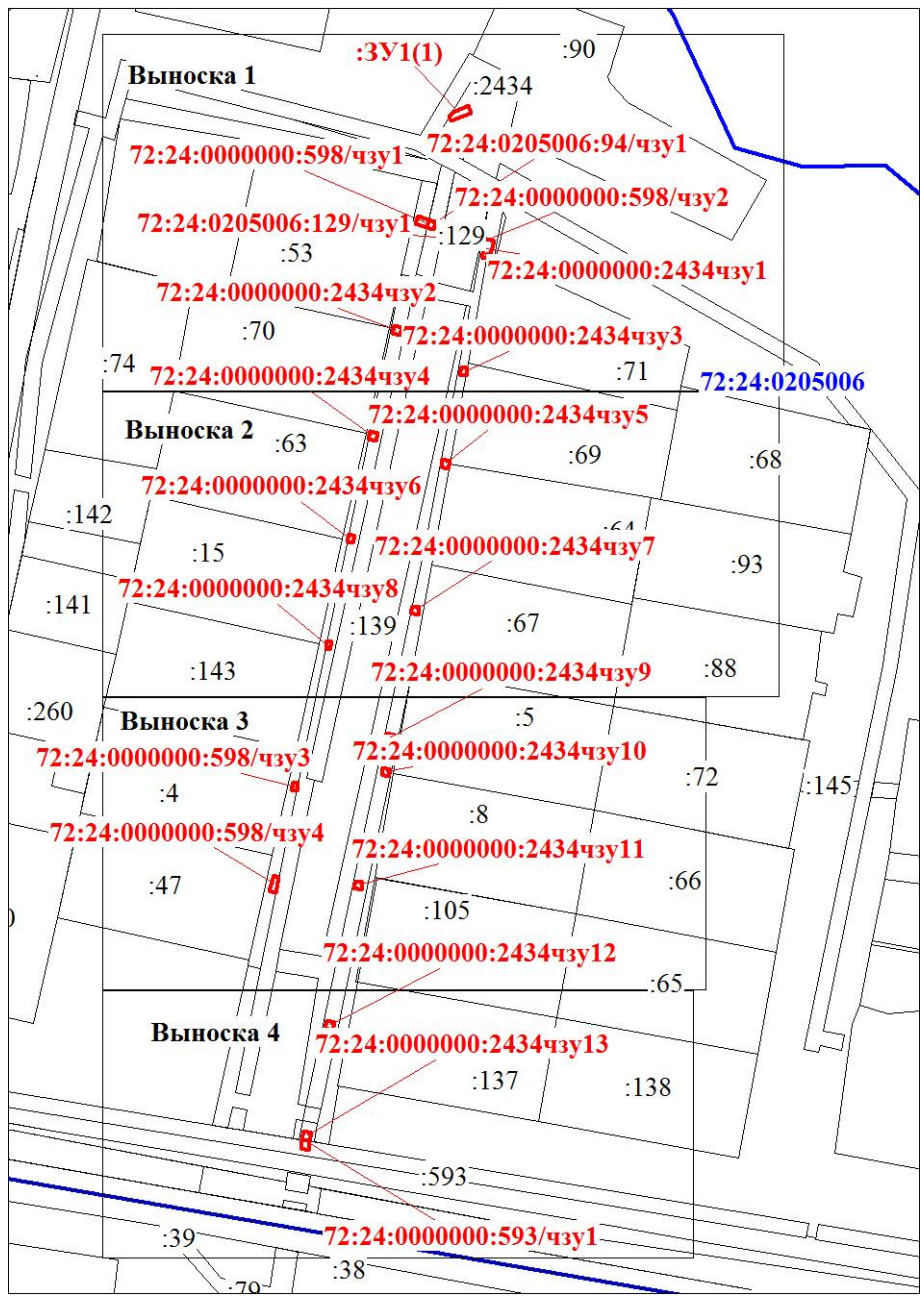 :ЗУ1(1)
:90
Выноска 1
:2434
72:24:0205006:94/чзу1
72:24:0000000:598/чзу1
72:24:0000000:598/чзу2
72:24:0205006:129/чзу1
:129
:53
72:24:0000000:2434чзу1
72:24:0000000:2434чзу2
:70
72:24:0000000:2434чзу3
:74
:71
72:24:0000000:2434чзу4
72:24:0205006
72:24:0000000:2434чзу5
Выноска 2
:63
:69
:68
72:24:0000000:2434чзу6
:142
:64
:15
72:24:0000000:2434чзу7
:93
72:24:0000000:2434чзу8
:141
:139
:67
:143
72:24:0000000:2434чзу9
:88
:260
Выноска 3
:5
72:24:0000000:598/чзу3
72:24:0000000:2434чзу10
:72
:4
:145
:8
72:24:0000000:598/чзу4
72:24:0000000:2434чзу11
:47
:66
:105
72:24:0000000:2434чзу12
:65
Выноска 4
72:24:0000000:2434чзу13
:137
:138
:593
72:24:0000000:593/чзу1
:39
:38
:79